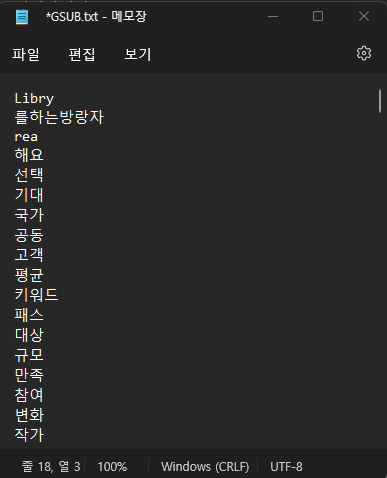 *GSUB.txt - 메모장
파일 편집 보기
Libry
를하는방랑자
rea
해요
선택
기대
국가
공동
고객
평균
키워드
패스
대상
규모
만족
참여
변화
작가
줄 18, 열 3 100% Windows (CRLF) UTF-8